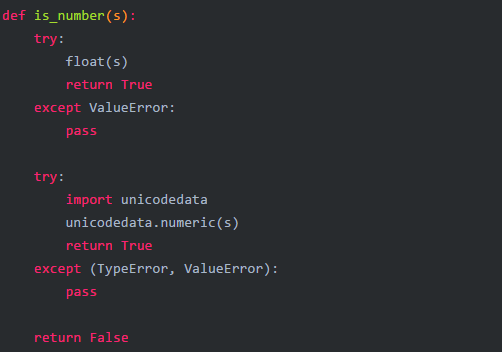 def is_number(s):
    try:
        float(s)
        return True
    except ValueError:
        pass

    try:
        import unicodedata
        unicodedata.numeric(s)
        return True
    except (TypeError, ValueError):
        pass

    return False